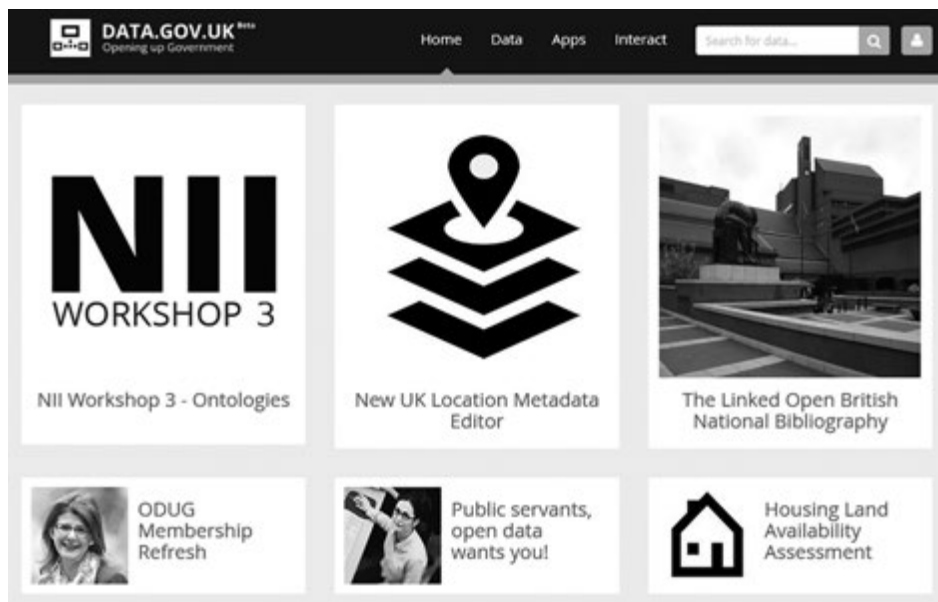 DATA.GOV.UK Beta
Opening up Government
Home Data Apps Interact Search for data...
NII
WORKSHOP 3
NII Workshop 3 - Ontologies
New UK Location Metadata
Editor
The Linked Open British
National Bibliography
ODUG
Membership
Refresh
Public servants,
open data
wants you!
Housing Land
Availability
Assessment